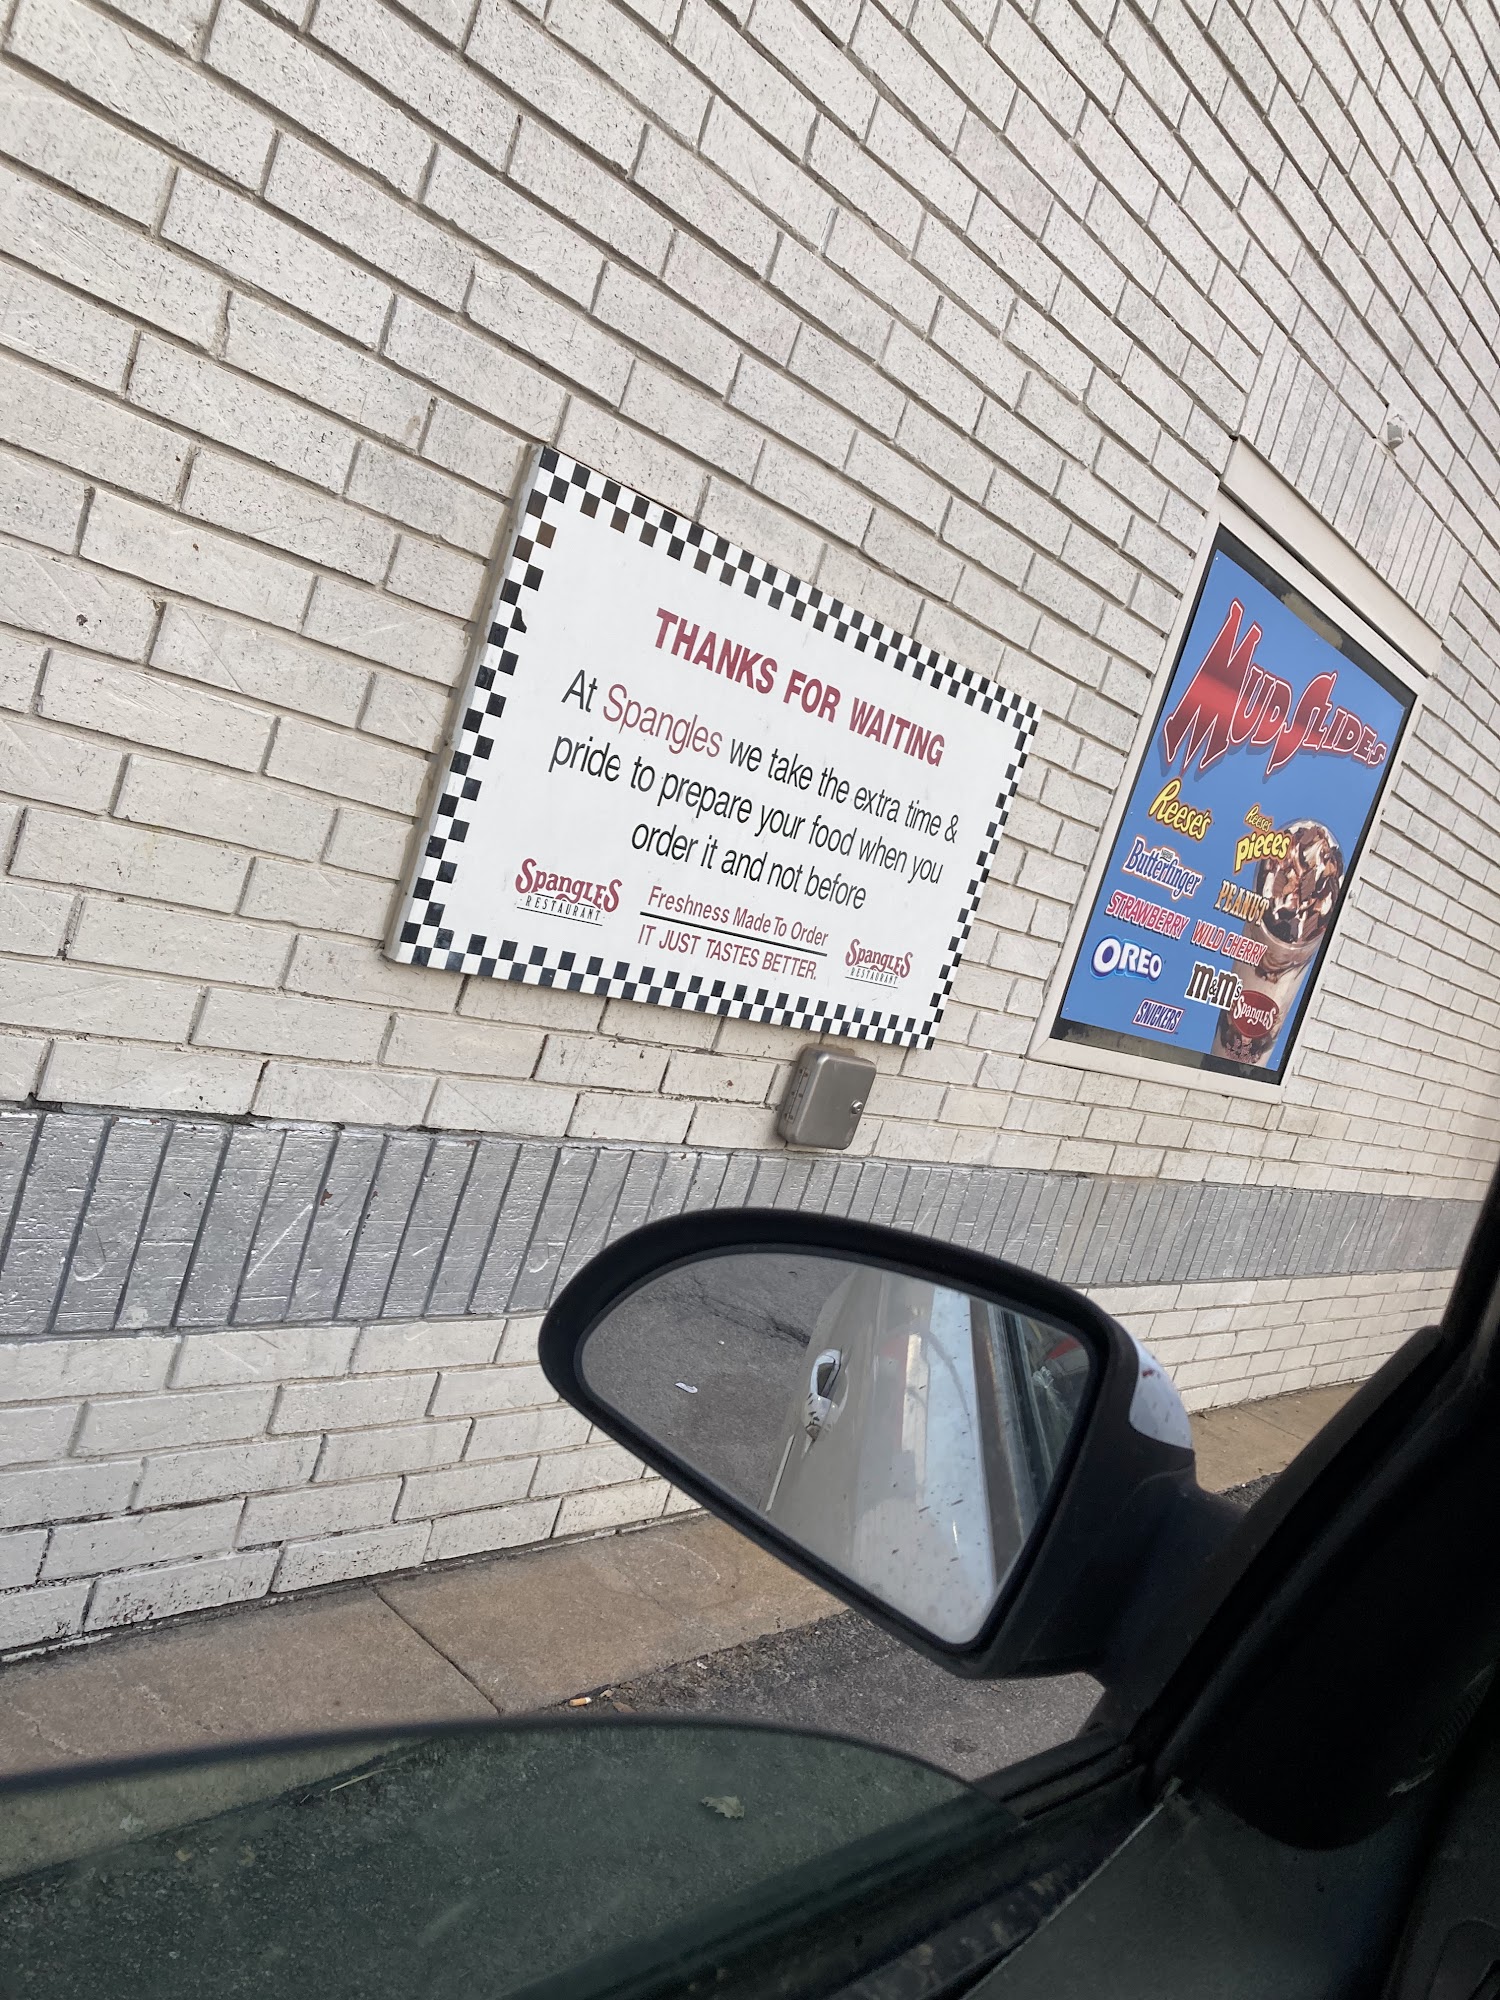 THANKS FOR WAITING
At Spangles we take the extra time &
pride to prepare your food when you
order it and not before
SPANGLES
RESTAURANT
Freshness Made To Order
IT JUST TASTES BETTER.
SPANGLES
RESTAURANT
MUDSLIDES
REESE'S
REESE'S
Pieces
Butterfinger
PEANUT
STRAWBERRY
WILD CHERRY
OREO
m&m's
SNICKERS
SPANGLES